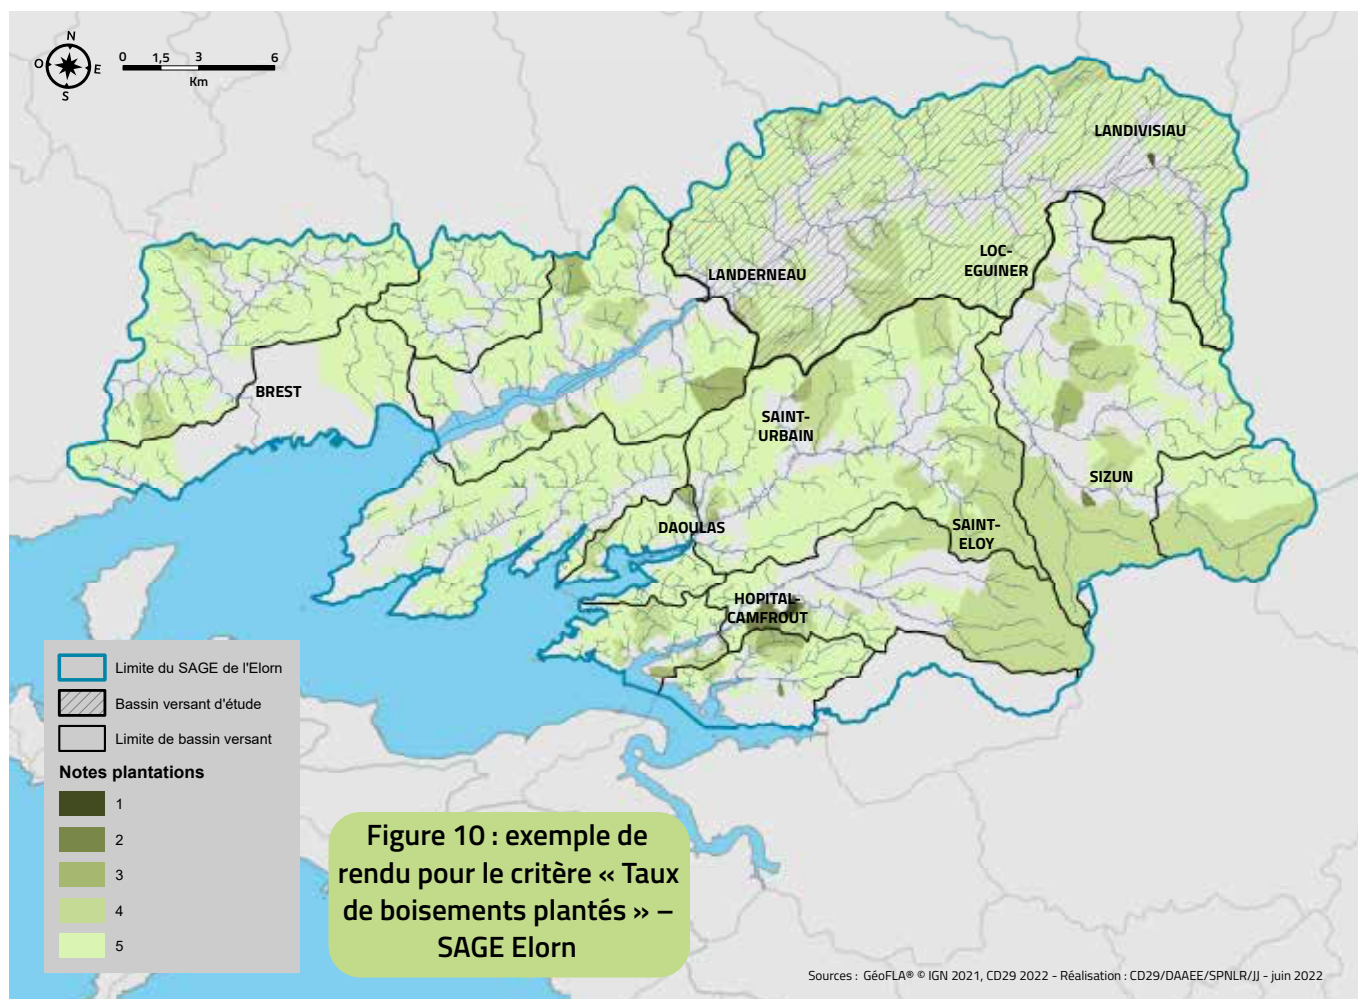 N
O
E
S
0 1,5 3 6
Km
LANDIVISIAU
LOC-
EGUINER
LANDERNEAU
BREST
SAINT-
URBAIN
SIZUN
DAOULAS
SAINT-
ELOY
HOPITAL-
CAMFROUT
Limite du SAGE de l'Elorn
Bassin versant d'étude
Limite de bassin versant
Notes plantations
1
2
3
4
5
Figure 10 : exemple de
rendu pour le critère « Taux
de boisements plantés » –
SAGE Elorn
Sources : GéoFLA® © IGN 2021, CD29 2022 - Réalisation : CD29/DAAEE/SPNLR/JJ - juin 2022